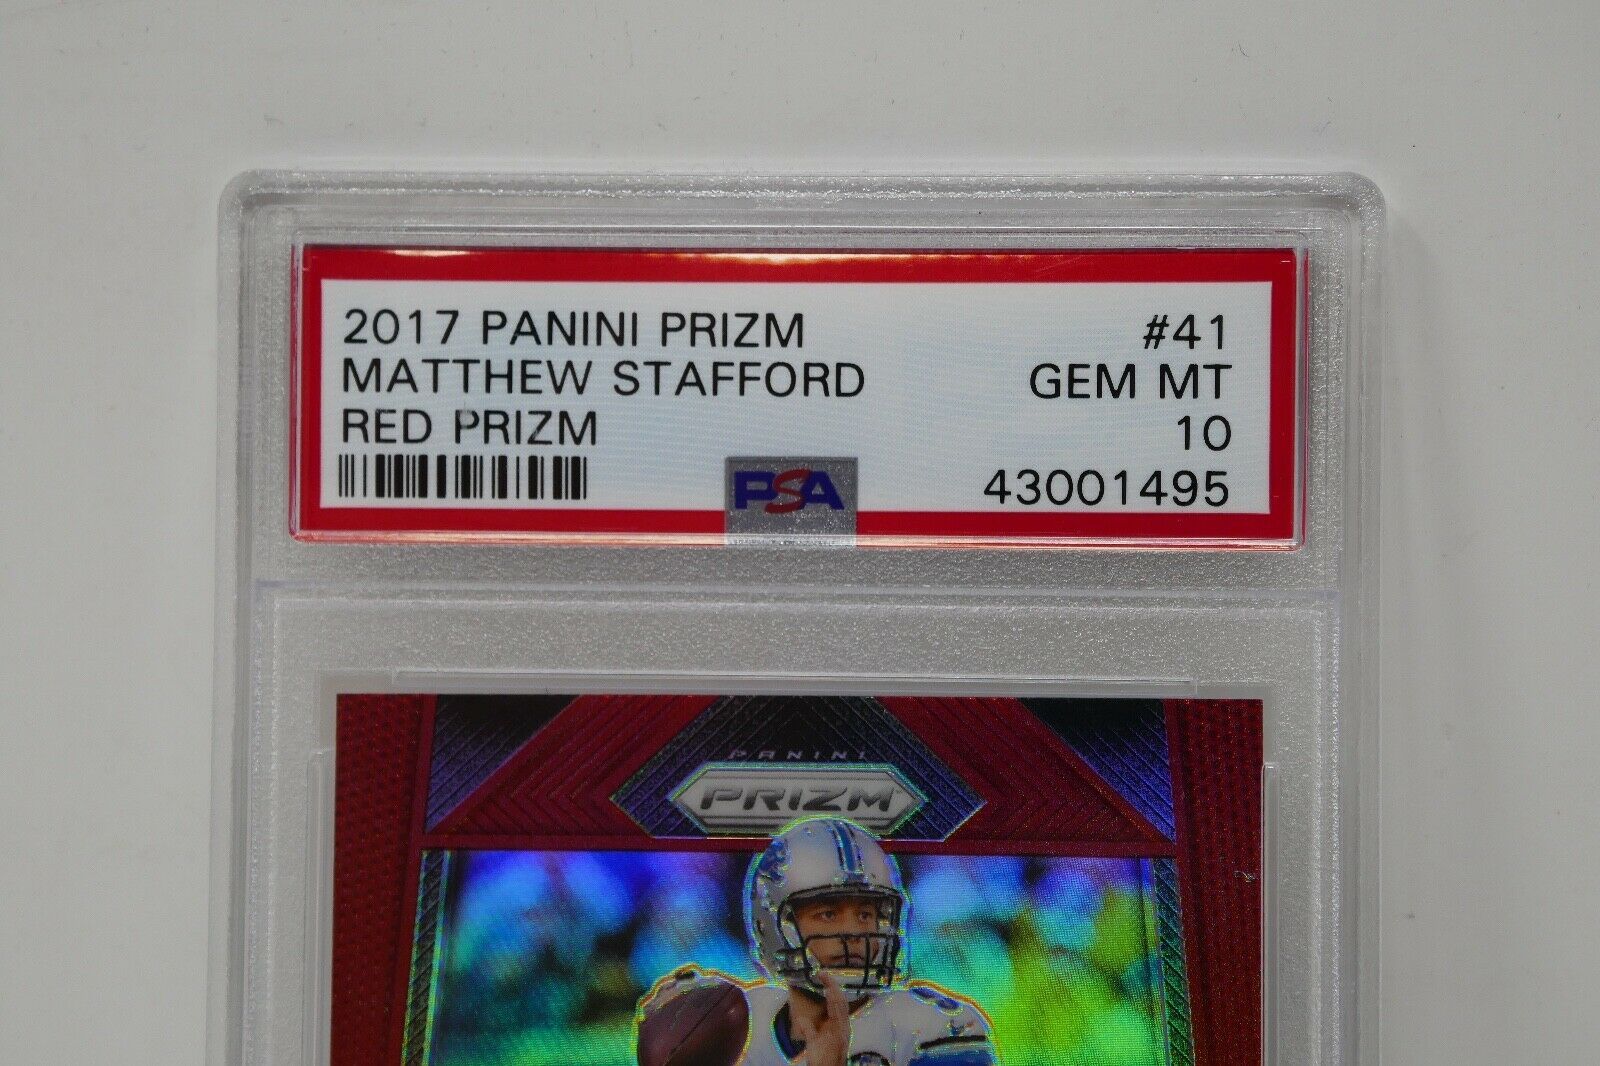 2017 PANINI PRIZM #41
MATTHEW STAFFORD GEM MT
RED PRIZM 10
PSA 43001495
PANINI
PRIZM